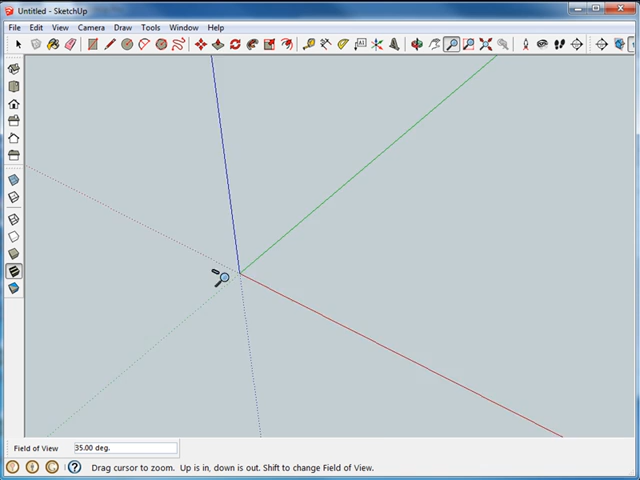 Untitled - SketchUp
File Edit View Camera Draw Tools Window Help
Field of View 35.00 deg.
Drag cursor to zoom. Up is in, down is out. Shift to change Field of View.